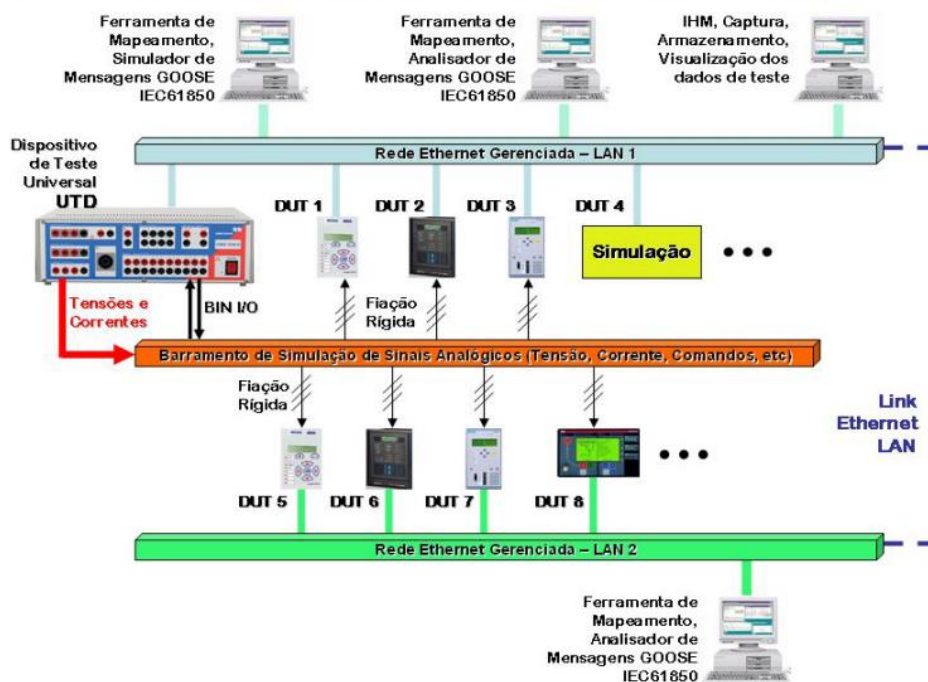 Ferramenta de
Mapeamento,
Simulador de
Mensagens GOOSE
IEC61850
Ferramenta de
Mapeamento,
Analisador de
Mensagens GOOSE
IEC61850
IHM, Captura,
Armazenamento,
Visualização dos
dados de teste
Rede Ethernet Gerenciada – LAN 1
Dispositivo
de Teste
Universal
UTD
DUT 1
DUT 2
DUT 3
DUT 4
Simulação
Tensões e
Correntes
BIN I/O
Fiação
Rígida
Barramento de Simulação de Sinais Analógicos (Tensão, Corrente, Comandos, etc)
Fiação
Rígida
Link
Ethernet
LAN
DUT 5
DUT 6
DUT 7
DUT 8
Rede Ethernet Gerenciada – LAN 2
Ferramenta de
Mapeamento,
Analisador de
Mensagens GOOSE
IEC61850